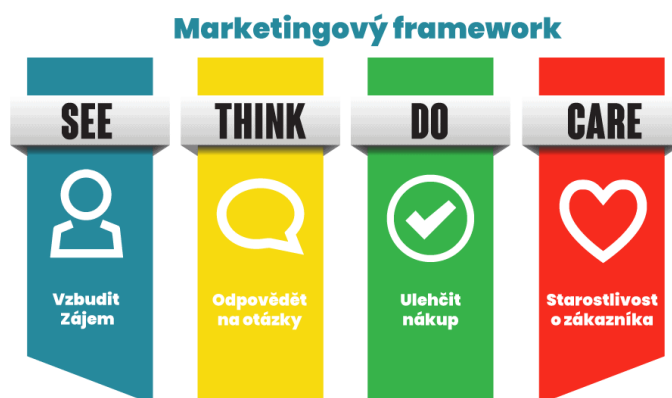 Marketingový framework
SEE
Vzbudit
Zájem
THINK
Odpovědět
na otázky
DO
Ulehčit
nákup
CARE
Starostlivost
o zákazníka